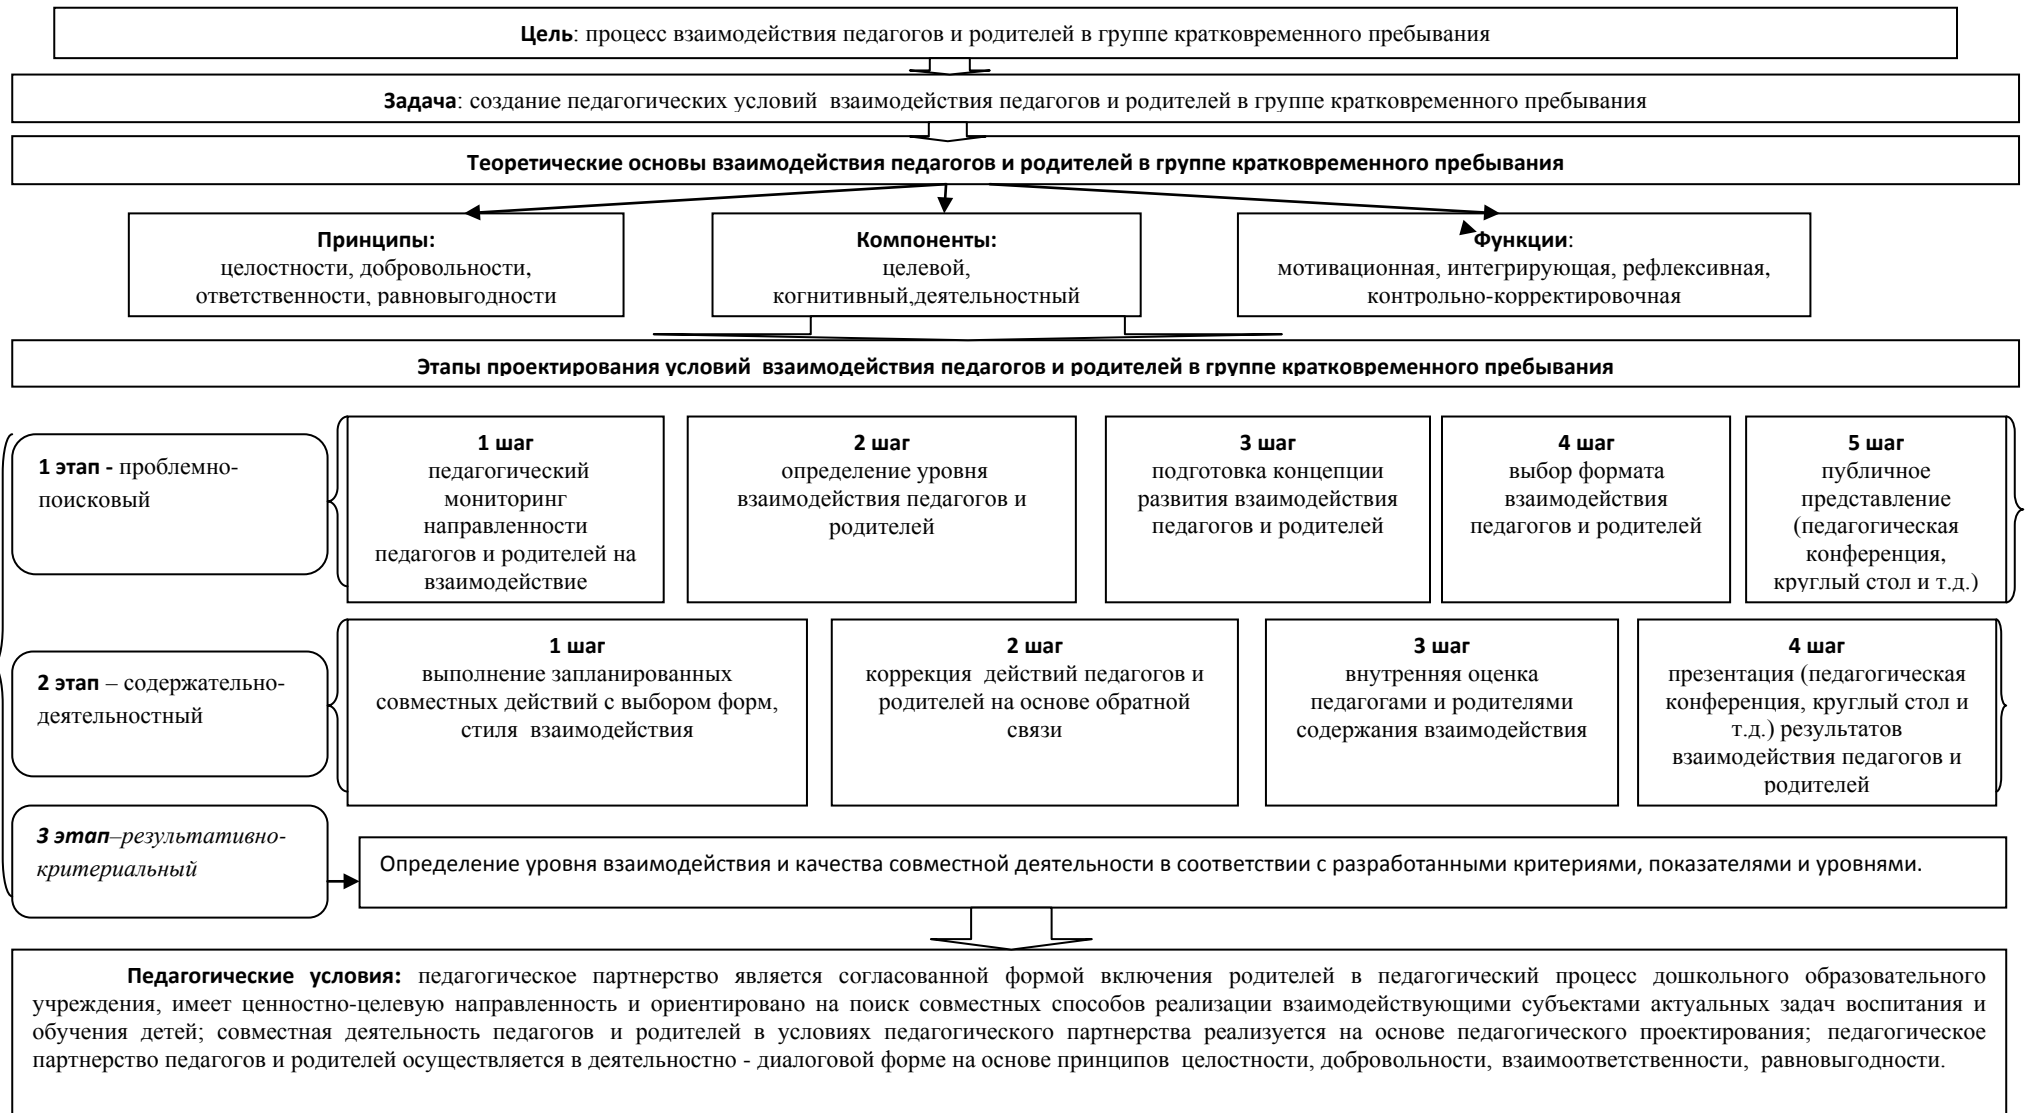 Цель: процесс взаимодействия педагогов и родителей в группе кратковременного пребывания
Задача: создание педагогических условий взаимодействия педагогов и родителей в группе кратковременного пребывания
Теоретические основы взаимодействия педагогов и родителей в группе кратковременного пребывания
Принципы:
целостности, добровольности,
ответственности, равновыгодности
Компоненты:
целевой,
когнитивный,деятельностный
Функции:
мотивационная, интегрирующая, рефлексивная,
контрольно-корректировочная
Этапы проектирования условий взаимодействия педагогов и родителей в группе кратковременного пребывания
1 этап - проблемно-
поисковый
1 шаг
педагогический
мониторинг
направленности
педагогов и родителей на
взаимодействие
2 шаг
определение уровня
взаимодействия педагогов и
родителей
3 шаг
подготовка концепции
развития взаимодействия
педагогов и родителей
4 шаг
выбор формата
взаимодействия
педагогов и родителей
5 шаг
публичное
представление
(педагогическая
конференция,
круглый стол и т.д.)
2 этап – содержательно-
деятельностный
1 шаг
выполнение запланированных
совместных действий с выбором форм,
стиля взаимодействия
2 шаг
коррекция действий педагогов и
родителей на основе обратной
связи
3 шаг
внутренняя оценка
педагогами и родителями
содержания взаимодействия
4 шаг
презентация (педагогическая
конференция, круглый стол и
т.д.) результатов
взаимодействия педагогов и
родителей
3 этап–результативно-
критериальный
Определение уровня взаимодействия и качества совместной деятельности в соответствии с разработанными критериями, показателями и уровнями.
Педагогические условия: педагогическое партнерство является согласованной формой включения родителей в педагогический процесс дошкольного образовательного
учреждения, имеет ценностно-целевую направленность и ориентировано на поиск совместных способов реализации взаимодействующими субъектами актуальных задач воспитания и
обучения детей; совместная деятельность педагогов и родителей в условиях педагогического партнерства реализуется на основе педагогического проектирования; педагогическое
партнерство педагогов и родителей осуществляется в деятельностно - диалоговой форме на основе принципов целостности, добровольности, взаимоответственности, равновыгодности.